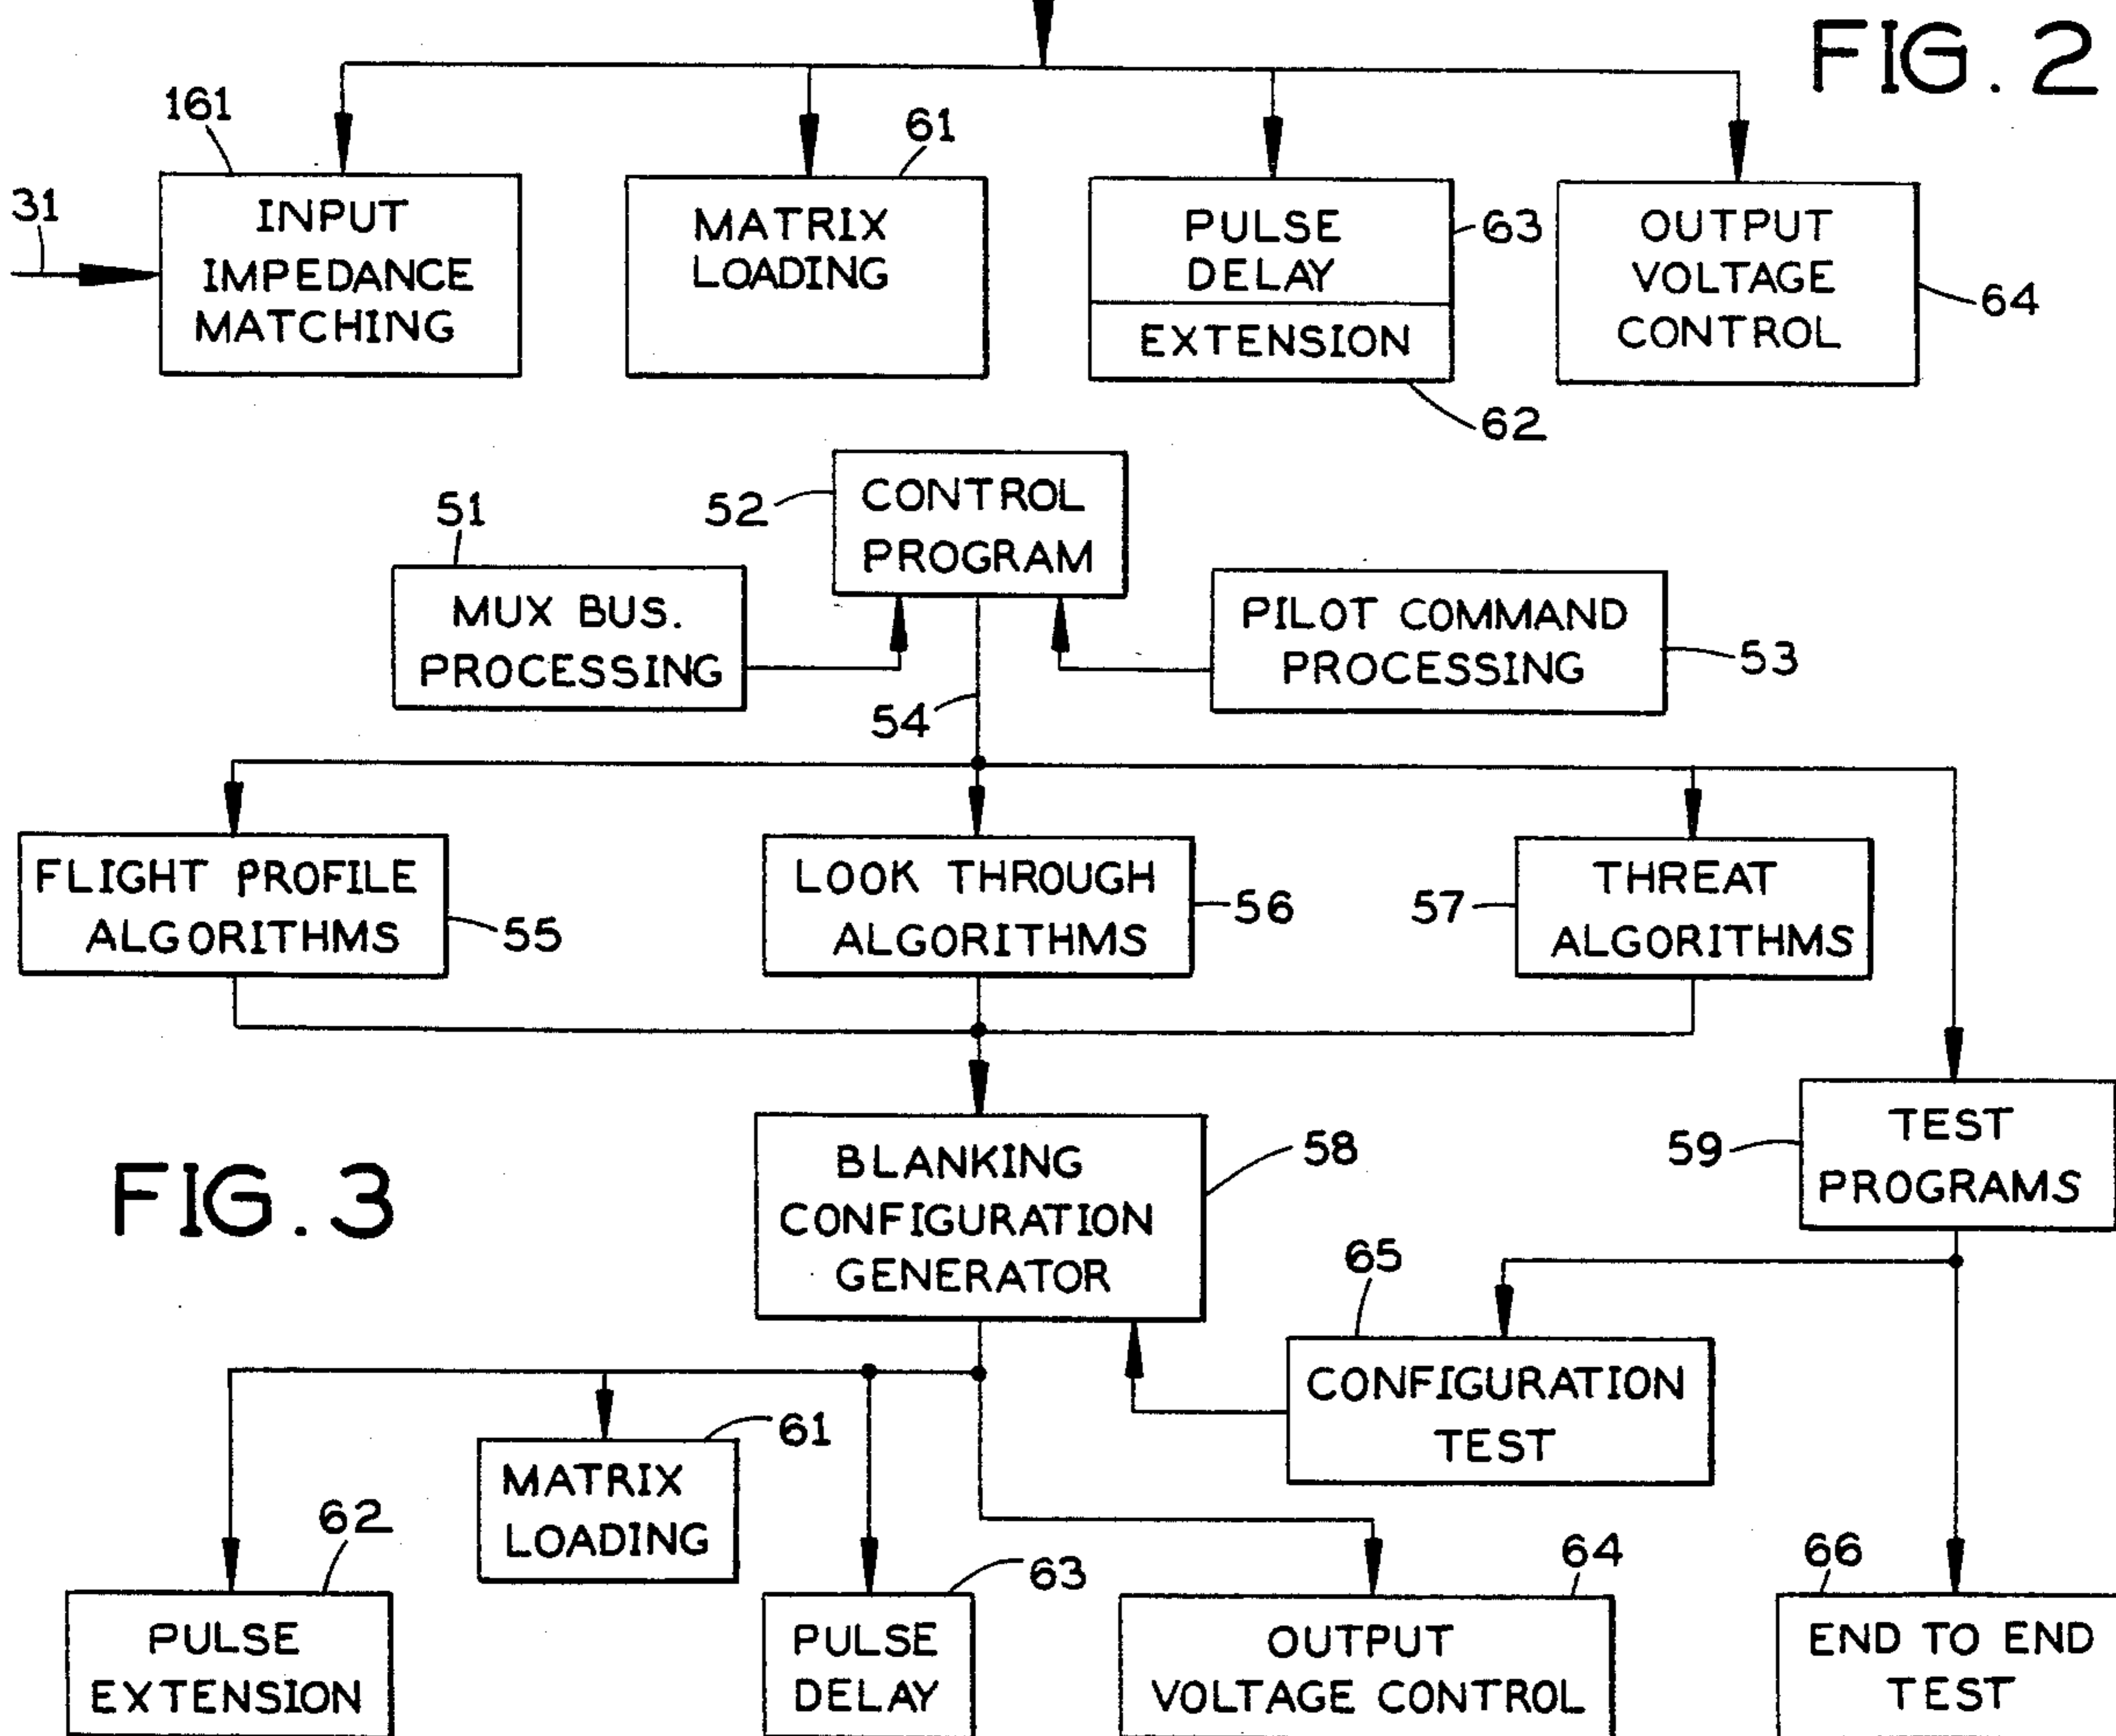 FIG. 2
161
61
31
INPUT
IMPEDANCE
MATCHING
MATRIX
LOADING
PULSE
DELAY
63
EXTENSION
62
OUTPUT
VOLTAGE
CONTROL
64
51
52
CONTROL
PROGRAM
MUX BUS.
PROCESSING
PILOT COMMAND
PROCESSING
53
54
FLIGHT PROFILE
ALGORITHMS
55
LOOK THROUGH
ALGORITHMS
56
57
THREAT
ALGORITHMS
FIG. 3
BLANKING
CONFIGURATION
GENERATOR
58
59
TEST
PROGRAMS
65
CONFIGURATION
TEST
61
MATRIX
LOADING
62
PULSE
EXTENSION
63
PULSE
DELAY
64
OUTPUT
VOLTAGE CONTROL
66
END TO END
TEST